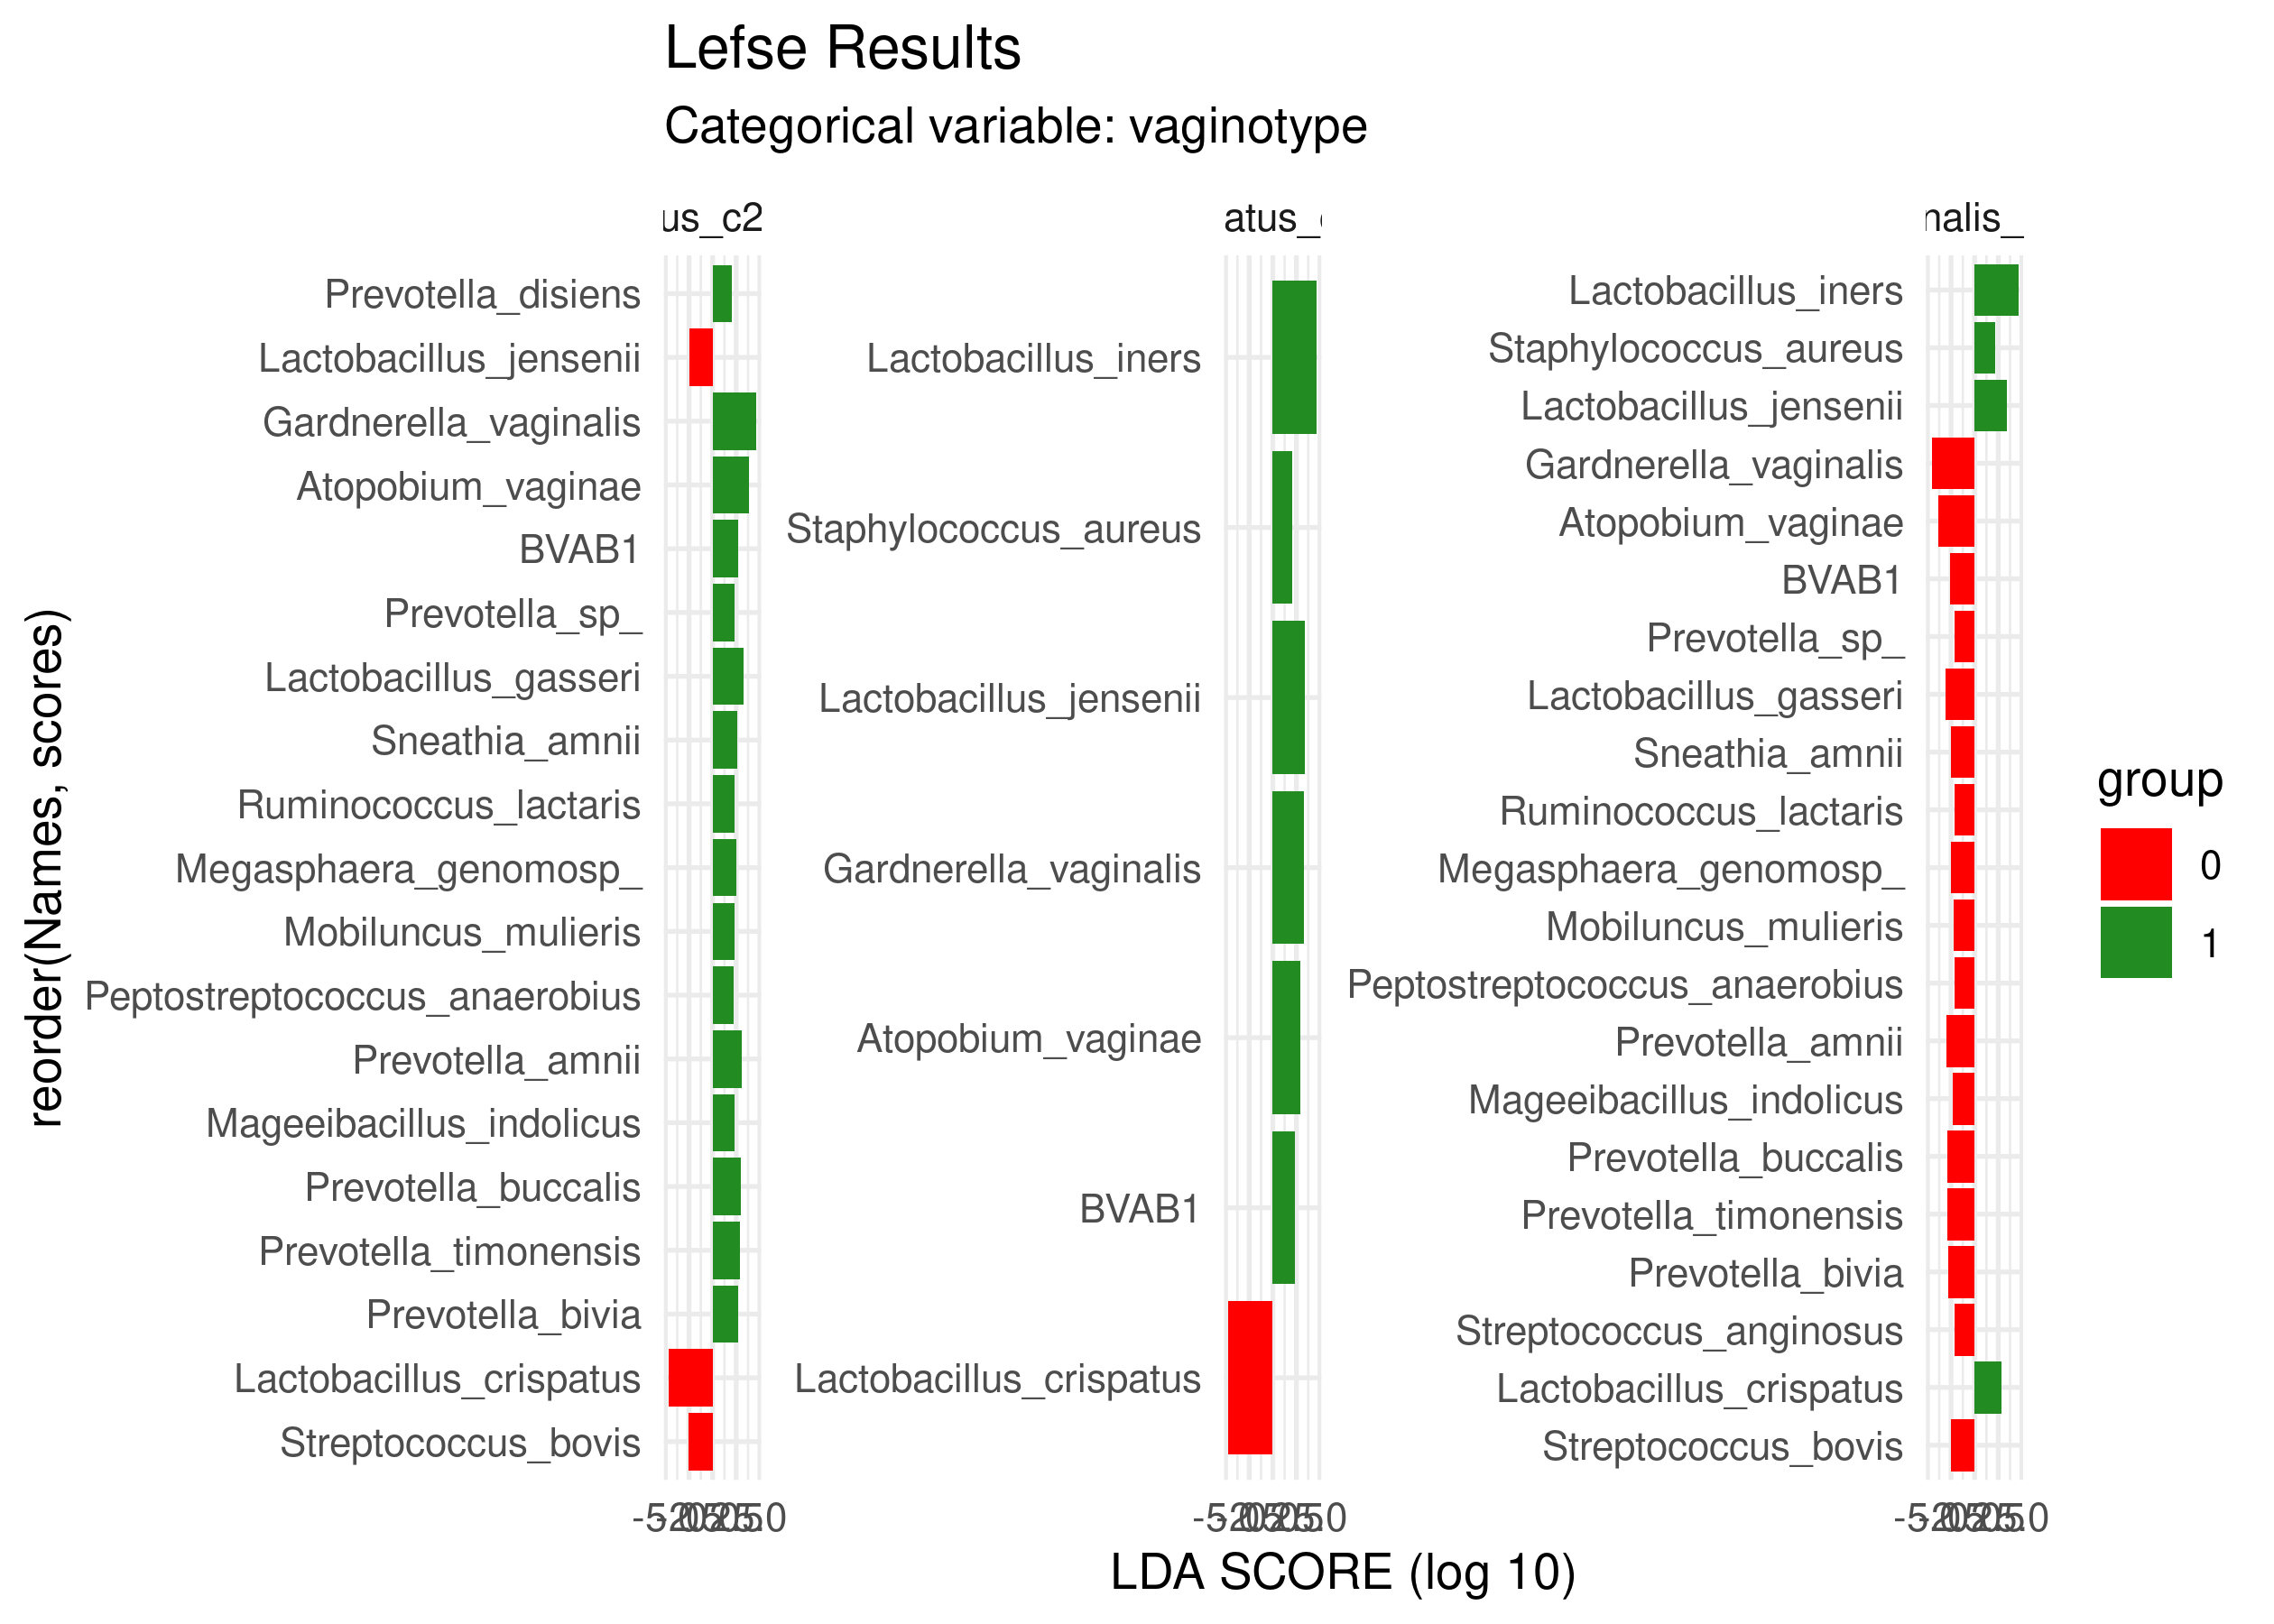 Lefse Results
Categorical variable: vaginotype
us_c2
Prevotella_disiens
Lactobacillus_jensenii
Gardnerella_vaginalis
Atopobium_vaginae
BVAB1
Prevotella_sp_
Lactobacillus_gasseri
Sneathia_amnii
Ruminococcus_lactaris
Megasphaera_genomosp_
Mobiluncus_mulieris
Peptostreptococcus_anaerobius
Prevotella_amnii
Mageeibacillus_indolicus
Prevotella_buccalis
Prevotella_timonensis
Prevotella_bivia
Lactobacillus_crispatus
Streptococcus_bovis
atus_
Lactobacillus_iners
Staphylococcus_aureus
Lactobacillus_jensenii
Gardnerella_vaginalis
Atopobium_vaginae
BVAB1
Lactobacillus_crispatus
nalis_
Lactobacillus_iners
Staphylococcus_aureus
Lactobacillus_jensenii
Gardnerella_vaginalis
Atopobium_vaginae
BVAB1
Prevotella_sp_
Lactobacillus_gasseri
Sneathia_amnii
Ruminococcus_lactaris
Megasphaera_genomosp_
Mobiluncus_mulieris
Peptostreptococcus_anaerobius
Prevotella_amnii
Mageeibacillus_indolicus
Prevotella_buccalis
Prevotella_timonensis
Prevotella_bivia
Streptococcus_anginosus
Lactobacillus_crispatus
Streptococcus_bovis
reorder(Names, scores)
LDA SCORE (log 10)
group
0
1